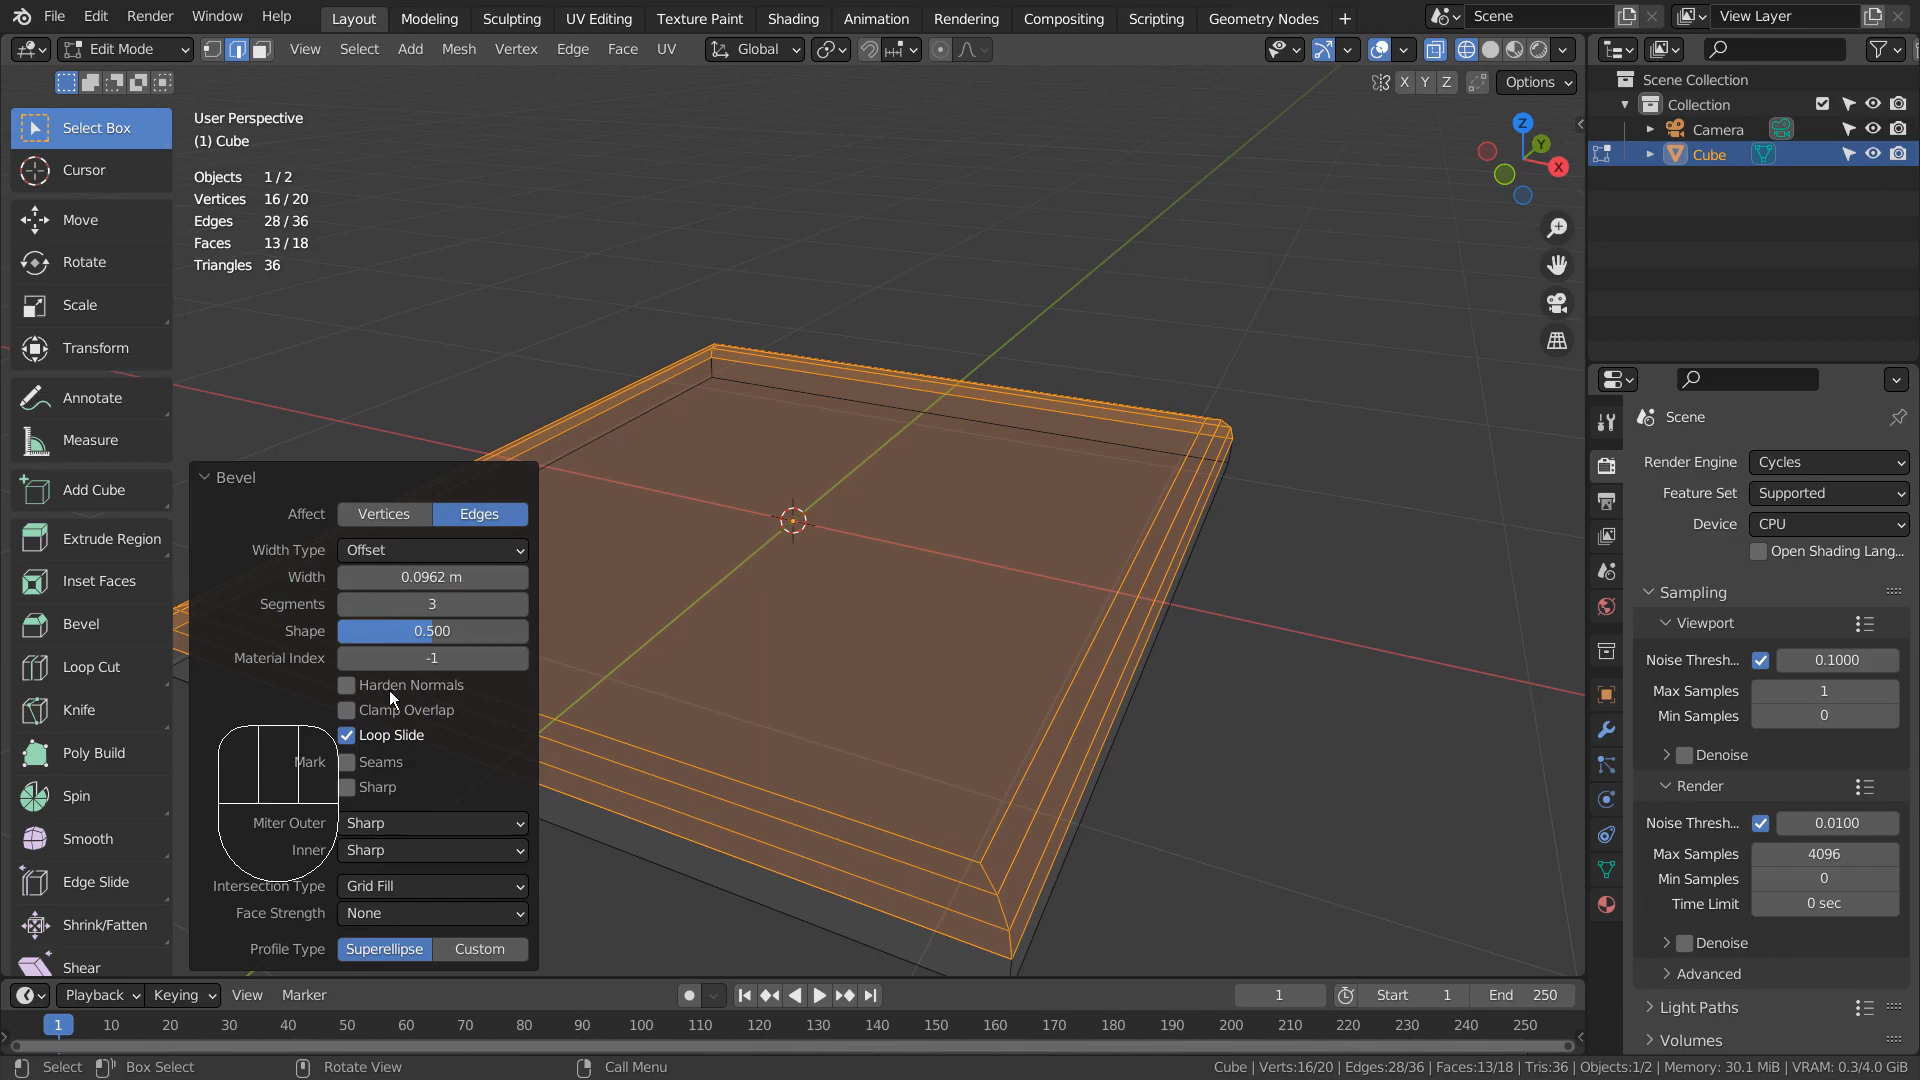 File Edit Render Window Help Layout Modeling Sculpting UV Editing Texture Paint Shading Animation Rendering Compositing Scripting Geometry Nodes + Scene View Layer
Edit Mode View Select Add Mesh Vertex Edge Face UV Global
X Y Z Options
Select Box
Cursor
Move
Rotate
Scale
Transform
Annotate
Measure
Add Cube
Extrude Region
Inset Faces
Bevel
Loop Cut
Knife
Poly Build
Spin
Smooth
Edge Slide
Shrink/Fatten
Shear
User Perspective
(1) Cube
Objects 1 / 2
Vertices 16 / 20
Edges 28 / 36
Faces 13 / 18
Triangles 36
Z
Y
X
Bevel
Affect Vertices Edges
Width Type Offset
Width 0.0962 m
Segments 3
Shape 0.500
Material Index -1
Harden Normals
Clamp Overlap
Loop Slide
Mark Seams
Sharp
Miter Outer Sharp
Inner Sharp
Intersection Type Grid Fill
Face Strength None
Profile Type Superellipse Custom
Scene Collection
Collection
Camera
Cube
Scene
Render Engine Cycles
Feature Set Supported
Device CPU
Open Shading Lang...
Sampling
Viewport
Noise Thresh... 0.1000
Max Samples 1
Min Samples 0
Denoise
Render
Noise Thresh... 0.0100
Max Samples 4096
Min Samples 0
Time Limit 0 sec
Denoise
Advanced
Light Paths
Volumes
Playback Keying View Marker 1 Start 1 End 250
1 10 20 30 40 50 60 70 80 90 100 110 120 130 140 150 160 170 180 190 200 210 220 230 240 250
Select Box Select Rotate View Call Menu Cube | Verts:16/20 | Edges:28/36 | Faces:13/18 | Tris:36 | Objects:1/2 | Memory: 30.1 MiB | VRAM: 0.3/4.0 GiB